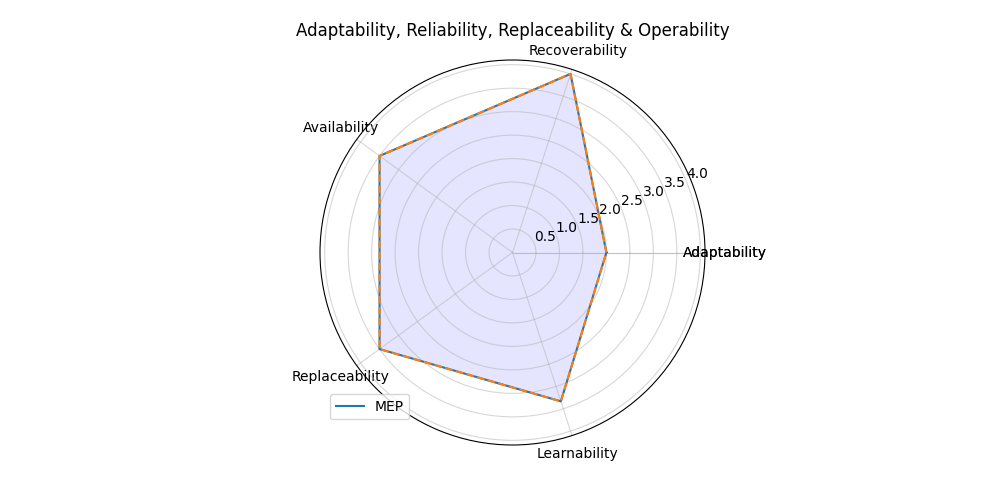 Adaptability, Reliability, Replaceability & Operability
Recoverability
Availability
4.0
3.5
3.0
2.5
2.0
1.5
1.0
0.5
Adaptability
Replaceability
MEP
Learnability